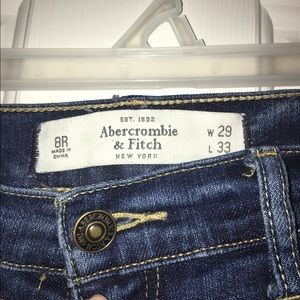 EST. 1892
8R
MADE IN
CHINA
Abercrombie
& Fitch
NEW YORK
W 29
L 33